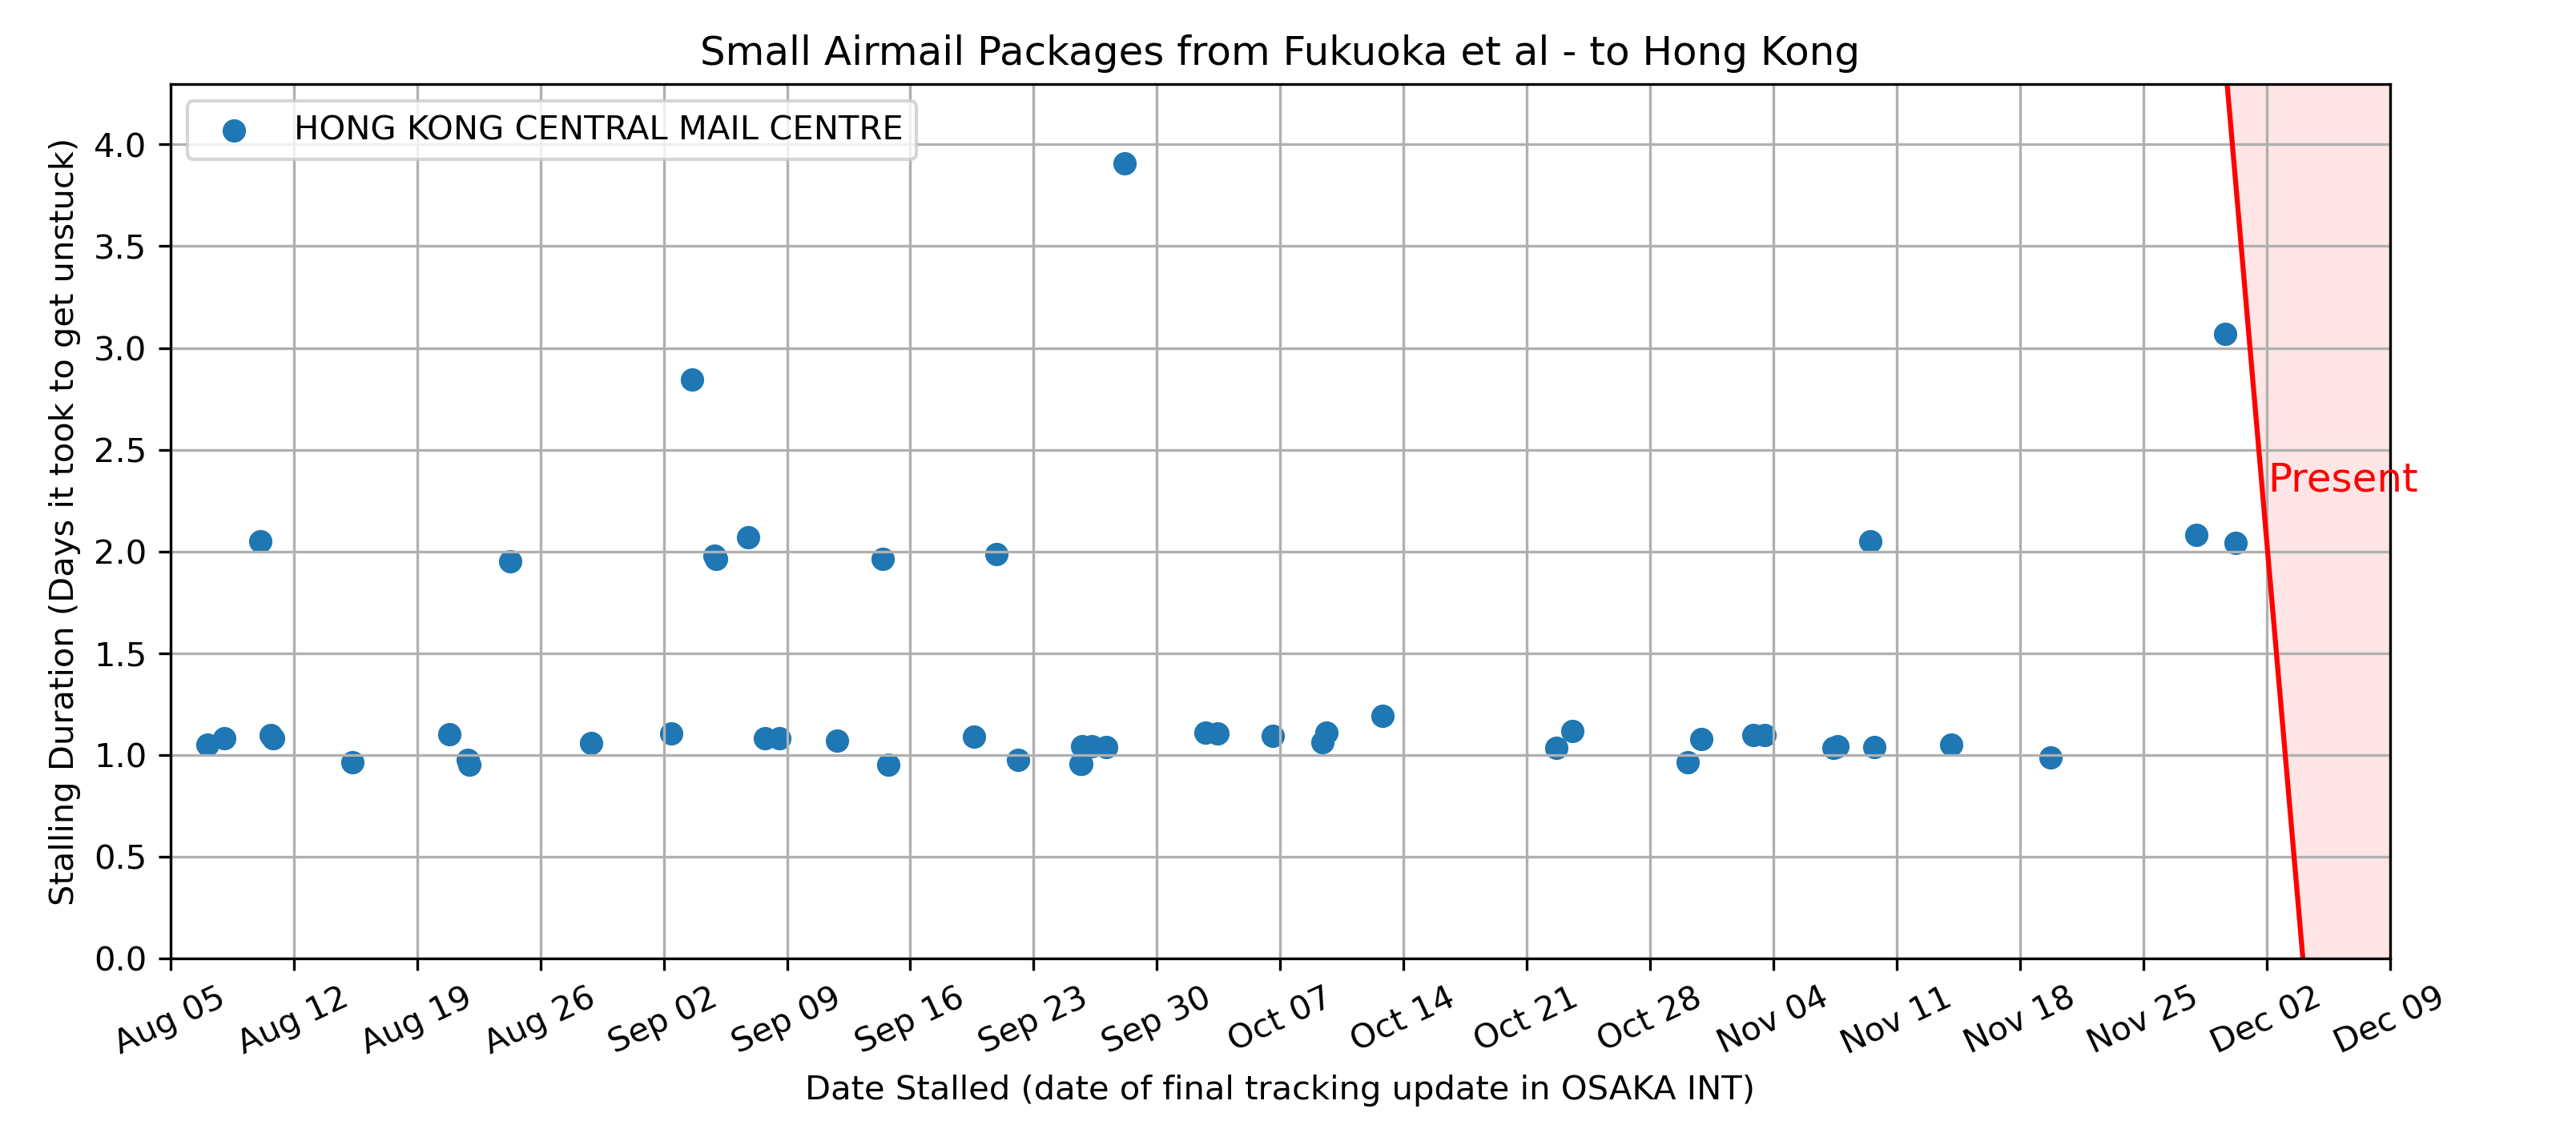 Small Airmail Packages from Fukuoka et al - to Hong Kong
HONG KONG CENTRAL MAIL CENTRE
Stalling Duration (Days it took to get unstuck)
4.0
3.5
3.0
2.5
2.0
1.5
1.0
0.5
0.0
Present
Aug 05
Aug 12
Aug 19
Aug 26
Sep 02
Sep 09
Sep 16
Sep 23
Sep 30
Oct 07
Oct 14
Oct 21
Oct 28
Nov 04
Nov 11
Nov 18
Nov 25
Dec 02
Dec 09
Date Stalled (date of final tracking update in OSAKA INT)